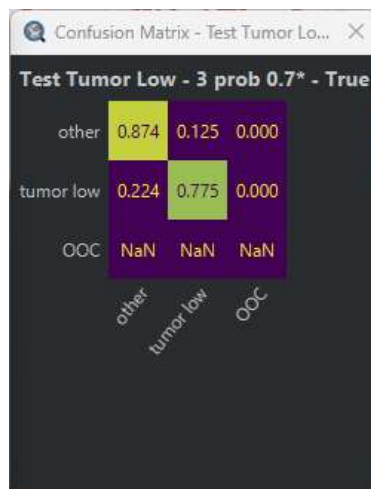 Confusion Matrix - Test Tumor Lo...
Test Tumor Low - 3 prob 0.7* - True
other 0.874 0.125 0.000
tumor low 0.224 0.775 0.000
OOC NaN NaN NaN
other tumor low OOC